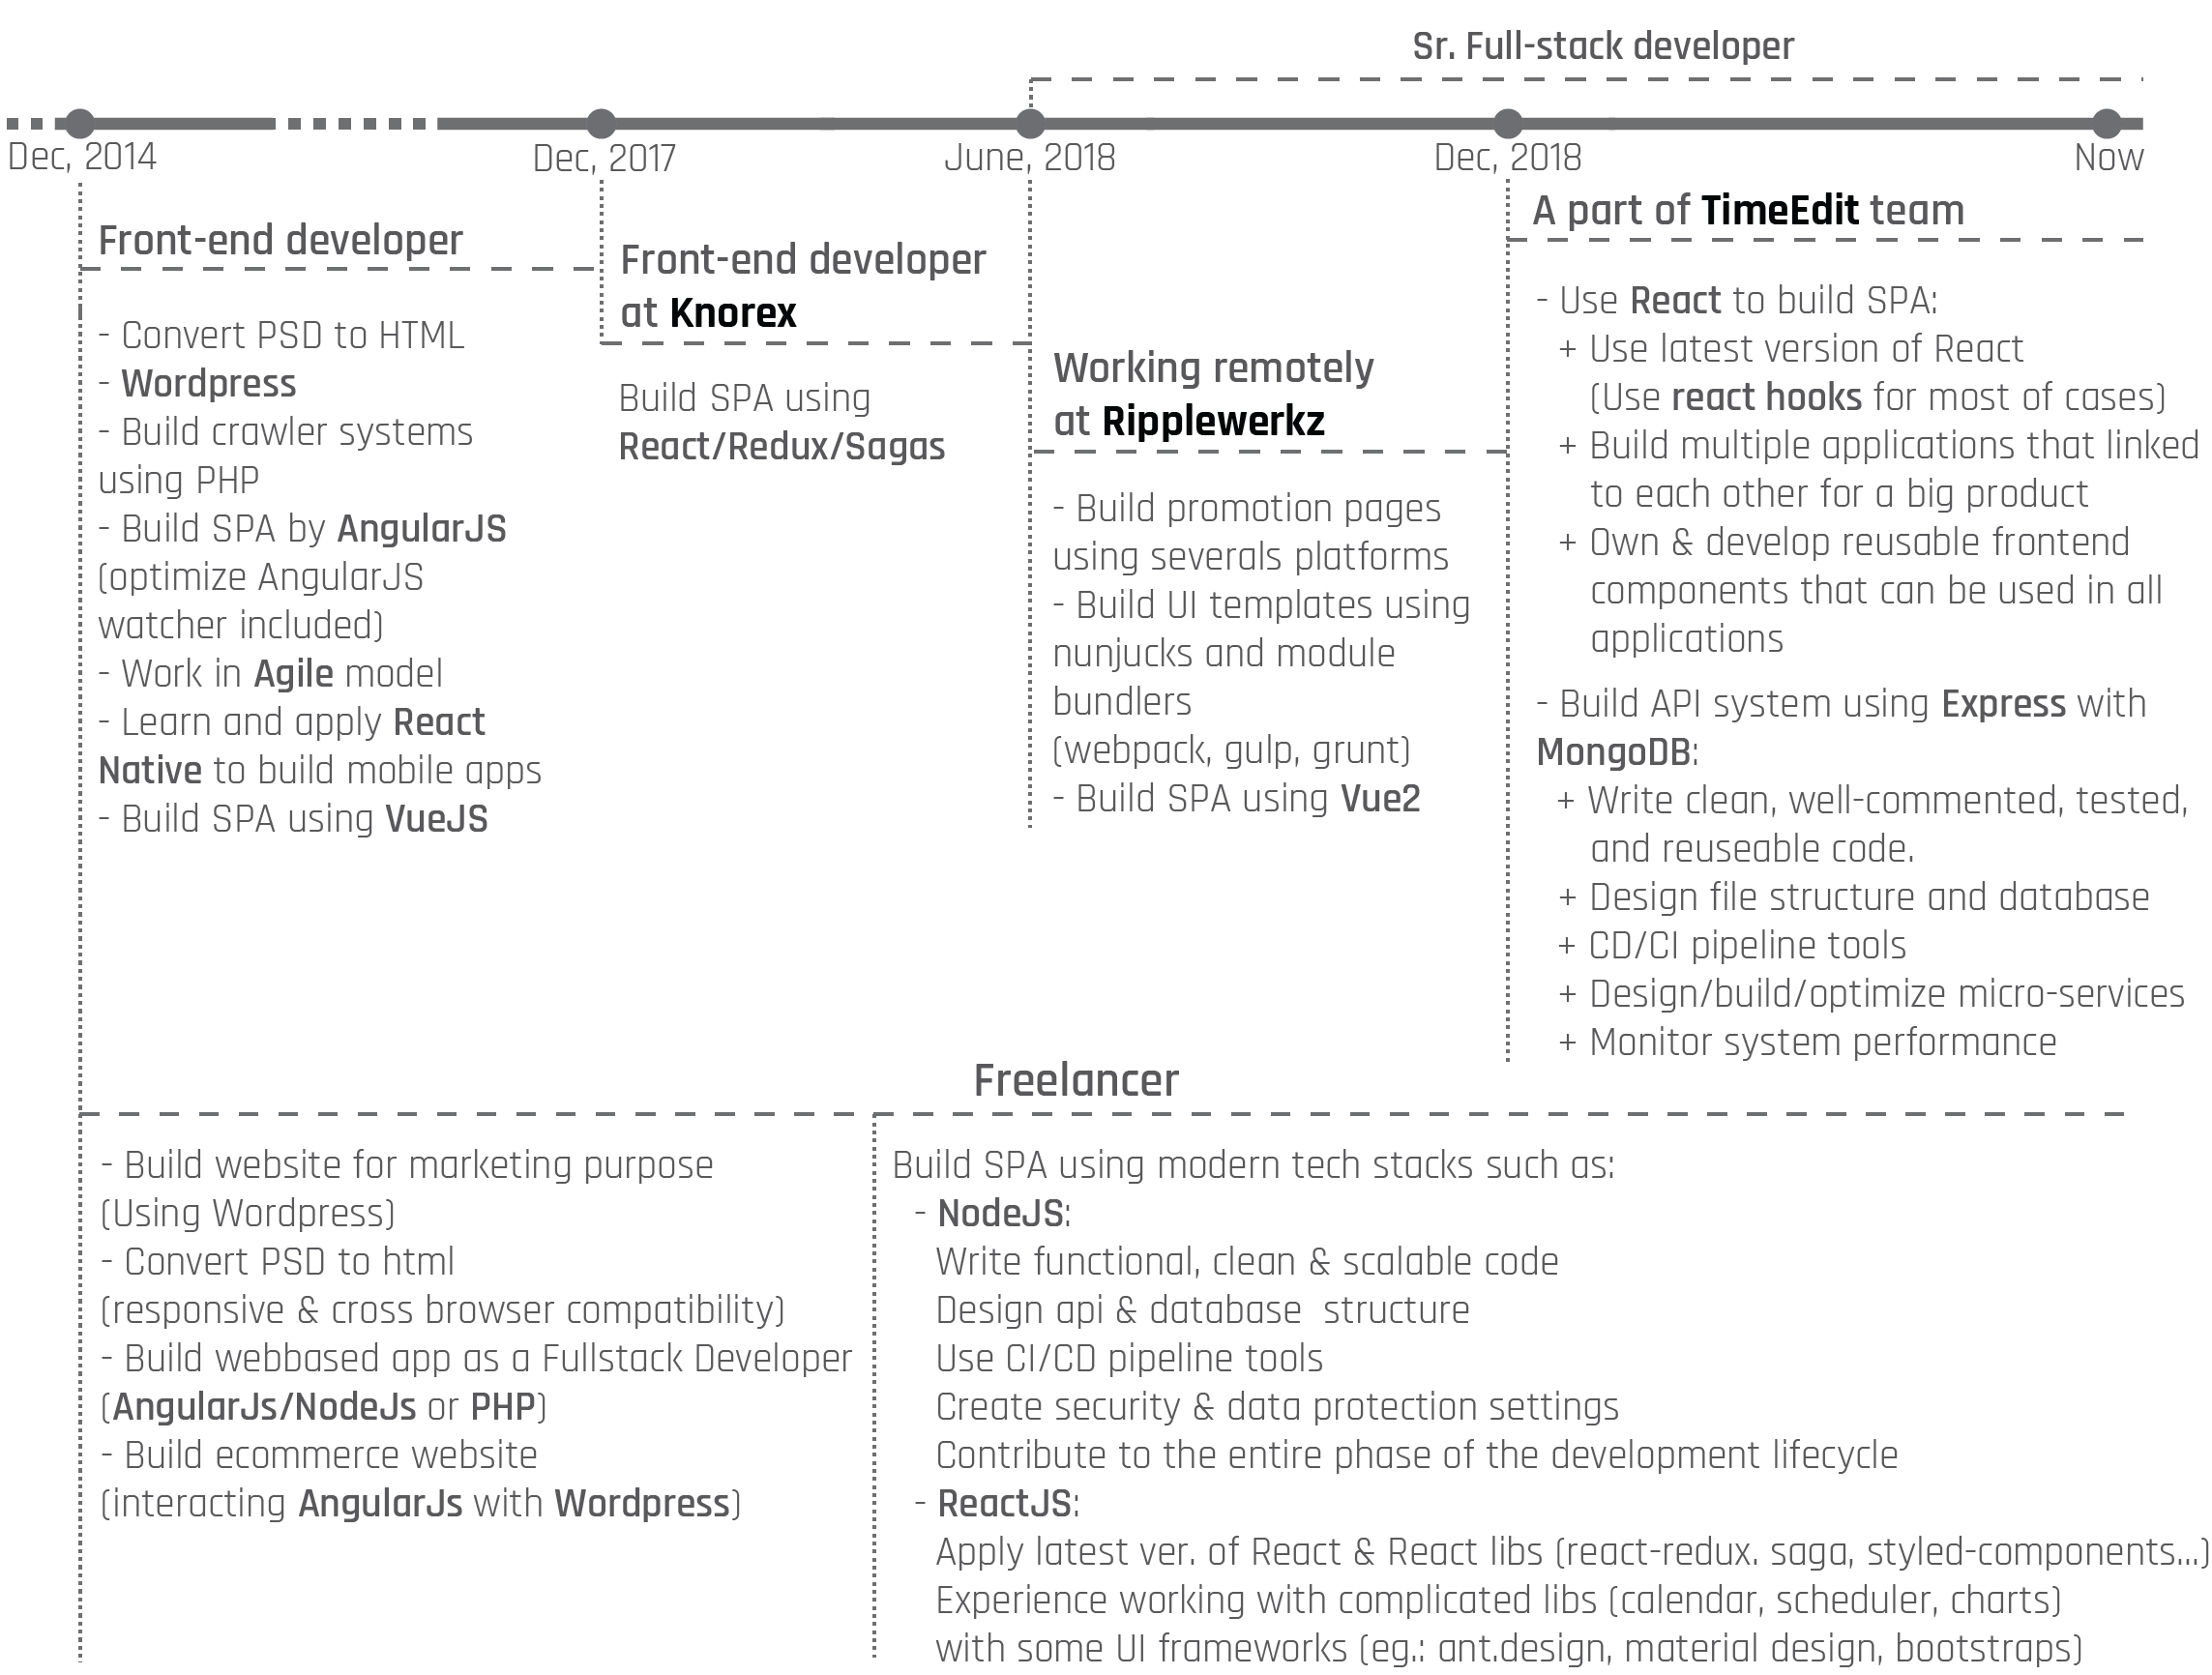 Sr. Full-stack developer
Dec, 2014
Dec, 2017
June, 2018
Dec, 2018
Now
Front-end developer
- Convert PSD to HTML
- Wordpress
- Build crawler systems
using PHP
- Build SPA by AngularJS
(optimize AngularJS
watcher included)
- Work in Agile model
- Learn and apply React
Native to build mobile apps
- Build SPA using VueJS
Front-end developer
at Knorex
Build SPA using
React/Redux/Sagas
Working remotely
at Ripplewerkz
- Build promotion pages
using severals platforms
- Build UI templates using
nunjucks and module
bundlers
(webpack, gulp, grunt)
- Build SPA using Vue2
A part of TimeEdit team
- Use React to build SPA:
+ Use latest version of React
(Use react hooks for most of cases)
+ Build multiple applications that linked
to each other for a big product
+ Own & develop reusable frontend
components that can be used in all
applications
- Build API system using Express with
MongoDB:
+ Write clean, well-commented, tested,
and reuseable code.
+ Design file structure and database
+ CD/CI pipeline tools
+ Design/build/optimize micro-services
+ Monitor system performance
Freelancer
- Build website for marketing purpose
(Using Wordpress)
- Convert PSD to html
(responsive & cross browser compatibility)
- Build webbased app as a Fullstack Developer
(AngularJs/NodeJs or PHP)
- Build ecommerce website
(interacting AngularJs with Wordpress)
Build SPA using modern tech stacks such as:
- NodeJS:
Write functional, clean & scalable code
Design api & database  structure
Use CI/CD pipeline tools
Create security & data protection settings
Contribute to the entire phase of the development lifecycle
- ReactJS:
Apply latest ver. of React & React libs (react-redux. saga, styled-components...)
Experience working with complicated libs (calendar, scheduler, charts)
with some UI frameworks (eg.: ant.design, material design, bootstraps)